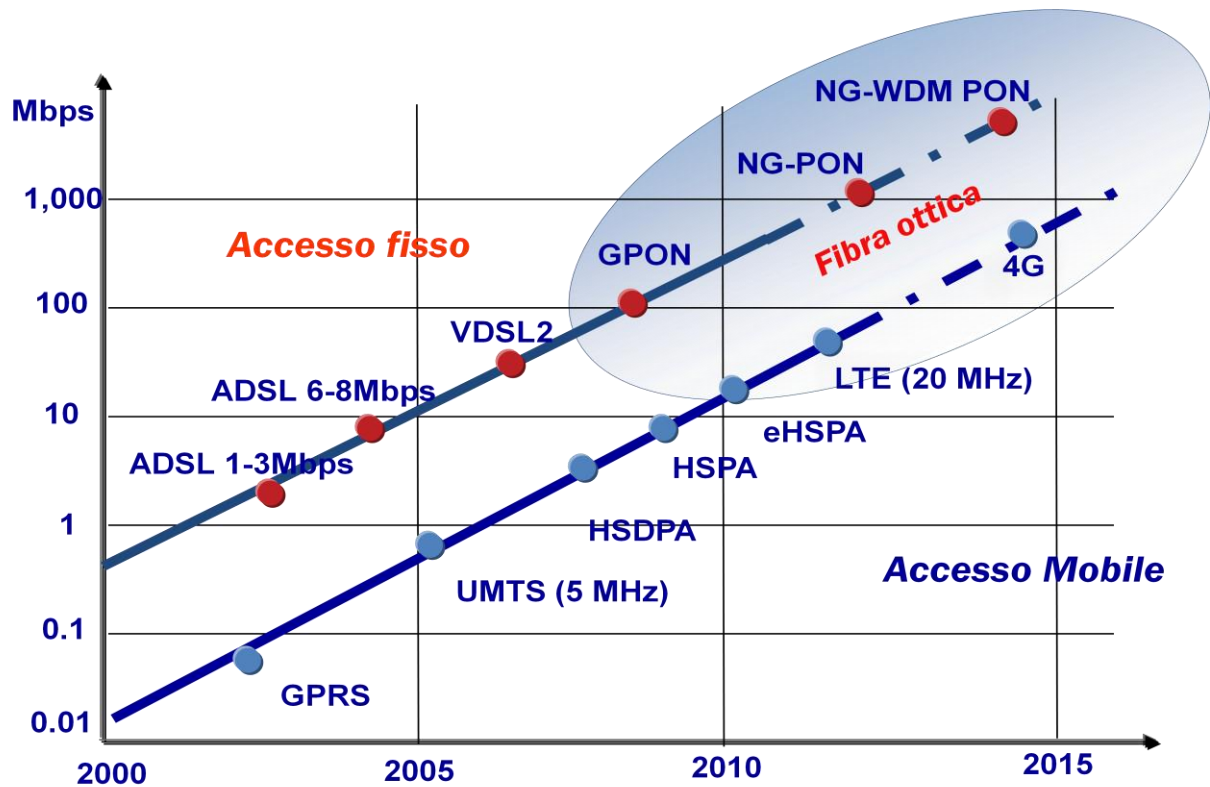 NG-WDM PON
Mbps
NG-PON
1,000
Accesso fisso
Fibra ottica
GPON
4G
100
VDSL2
LTE (20 MHz)
ADSL 6-8Mbps
10
eHSPA
ADSL 1-3Mbps
HSPA
1
HSDPA
Accesso Mobile
UMTS (5 MHz)
0.1
GPRS
0.01
2000
2005
2010
2015